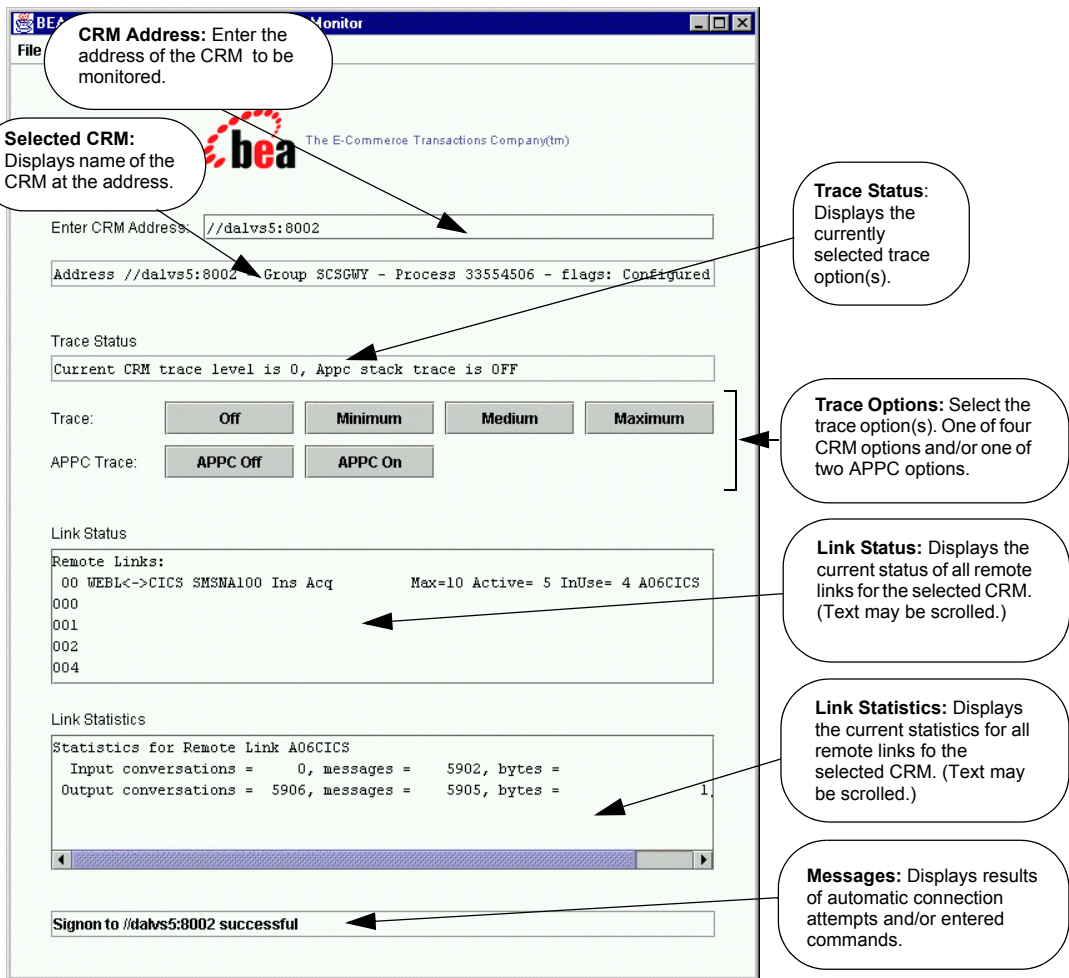 BEA Monitor
File
CRM Address: Enter the
address of the CRM to be
monitored.
bea
The E-Commerce Transactions Company(tm)
Selected CRM:
Displays name of the
CRM at the address.
Trace Status:
Displays the
currently
selected trace
option(s).
Enter CRM Address: //dalvs5:8002
Address //dalvs5:8002 - Group SCSGWY - Process 33554506 - flags: Configured
Trace Status
Current CRM trace level is 0, Appc stack trace is OFF
Trace: Off Minimum Medium Maximum
APPC Trace: APPC Off APPC On
Trace Options: Select the
trace option(s). One of four
CRM options and/or one of
two APPC options.
Link Status
Remote Links:
00 WEBL<->CICS SMSNA100 Ins Acq Max=10 Active= 5 InUse= 4 A06CICS
000
001
002
004
Link Status: Displays the
current status of all remote
links for the selected CRM.
(Text may be scrolled.)
Link Statistics
Statistics for Remote Link A06CICS
Input conversations = 0, messages = 5902, bytes =
Output conversations = 5906, messages = 5905, bytes = 1,
Link Statistics: Displays
the current statistics for all
remote links fo the
selected CRM. (Text may
be scrolled.)
Signon to //dalvs5:8002 successful
Messages: Displays results
of automatic connection
attempts and/or entered
commands.